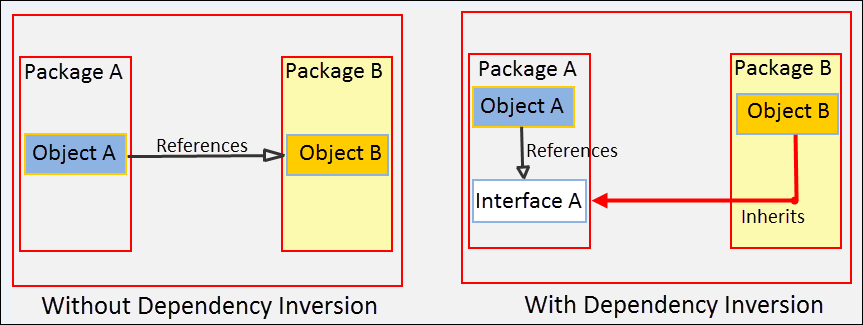 Package A
Package B
Object A
References
Object B
Without Dependency Inversion
Package A
Package B
Object A
Object B
References
Interface A
Inherits
With Dependency Inversion